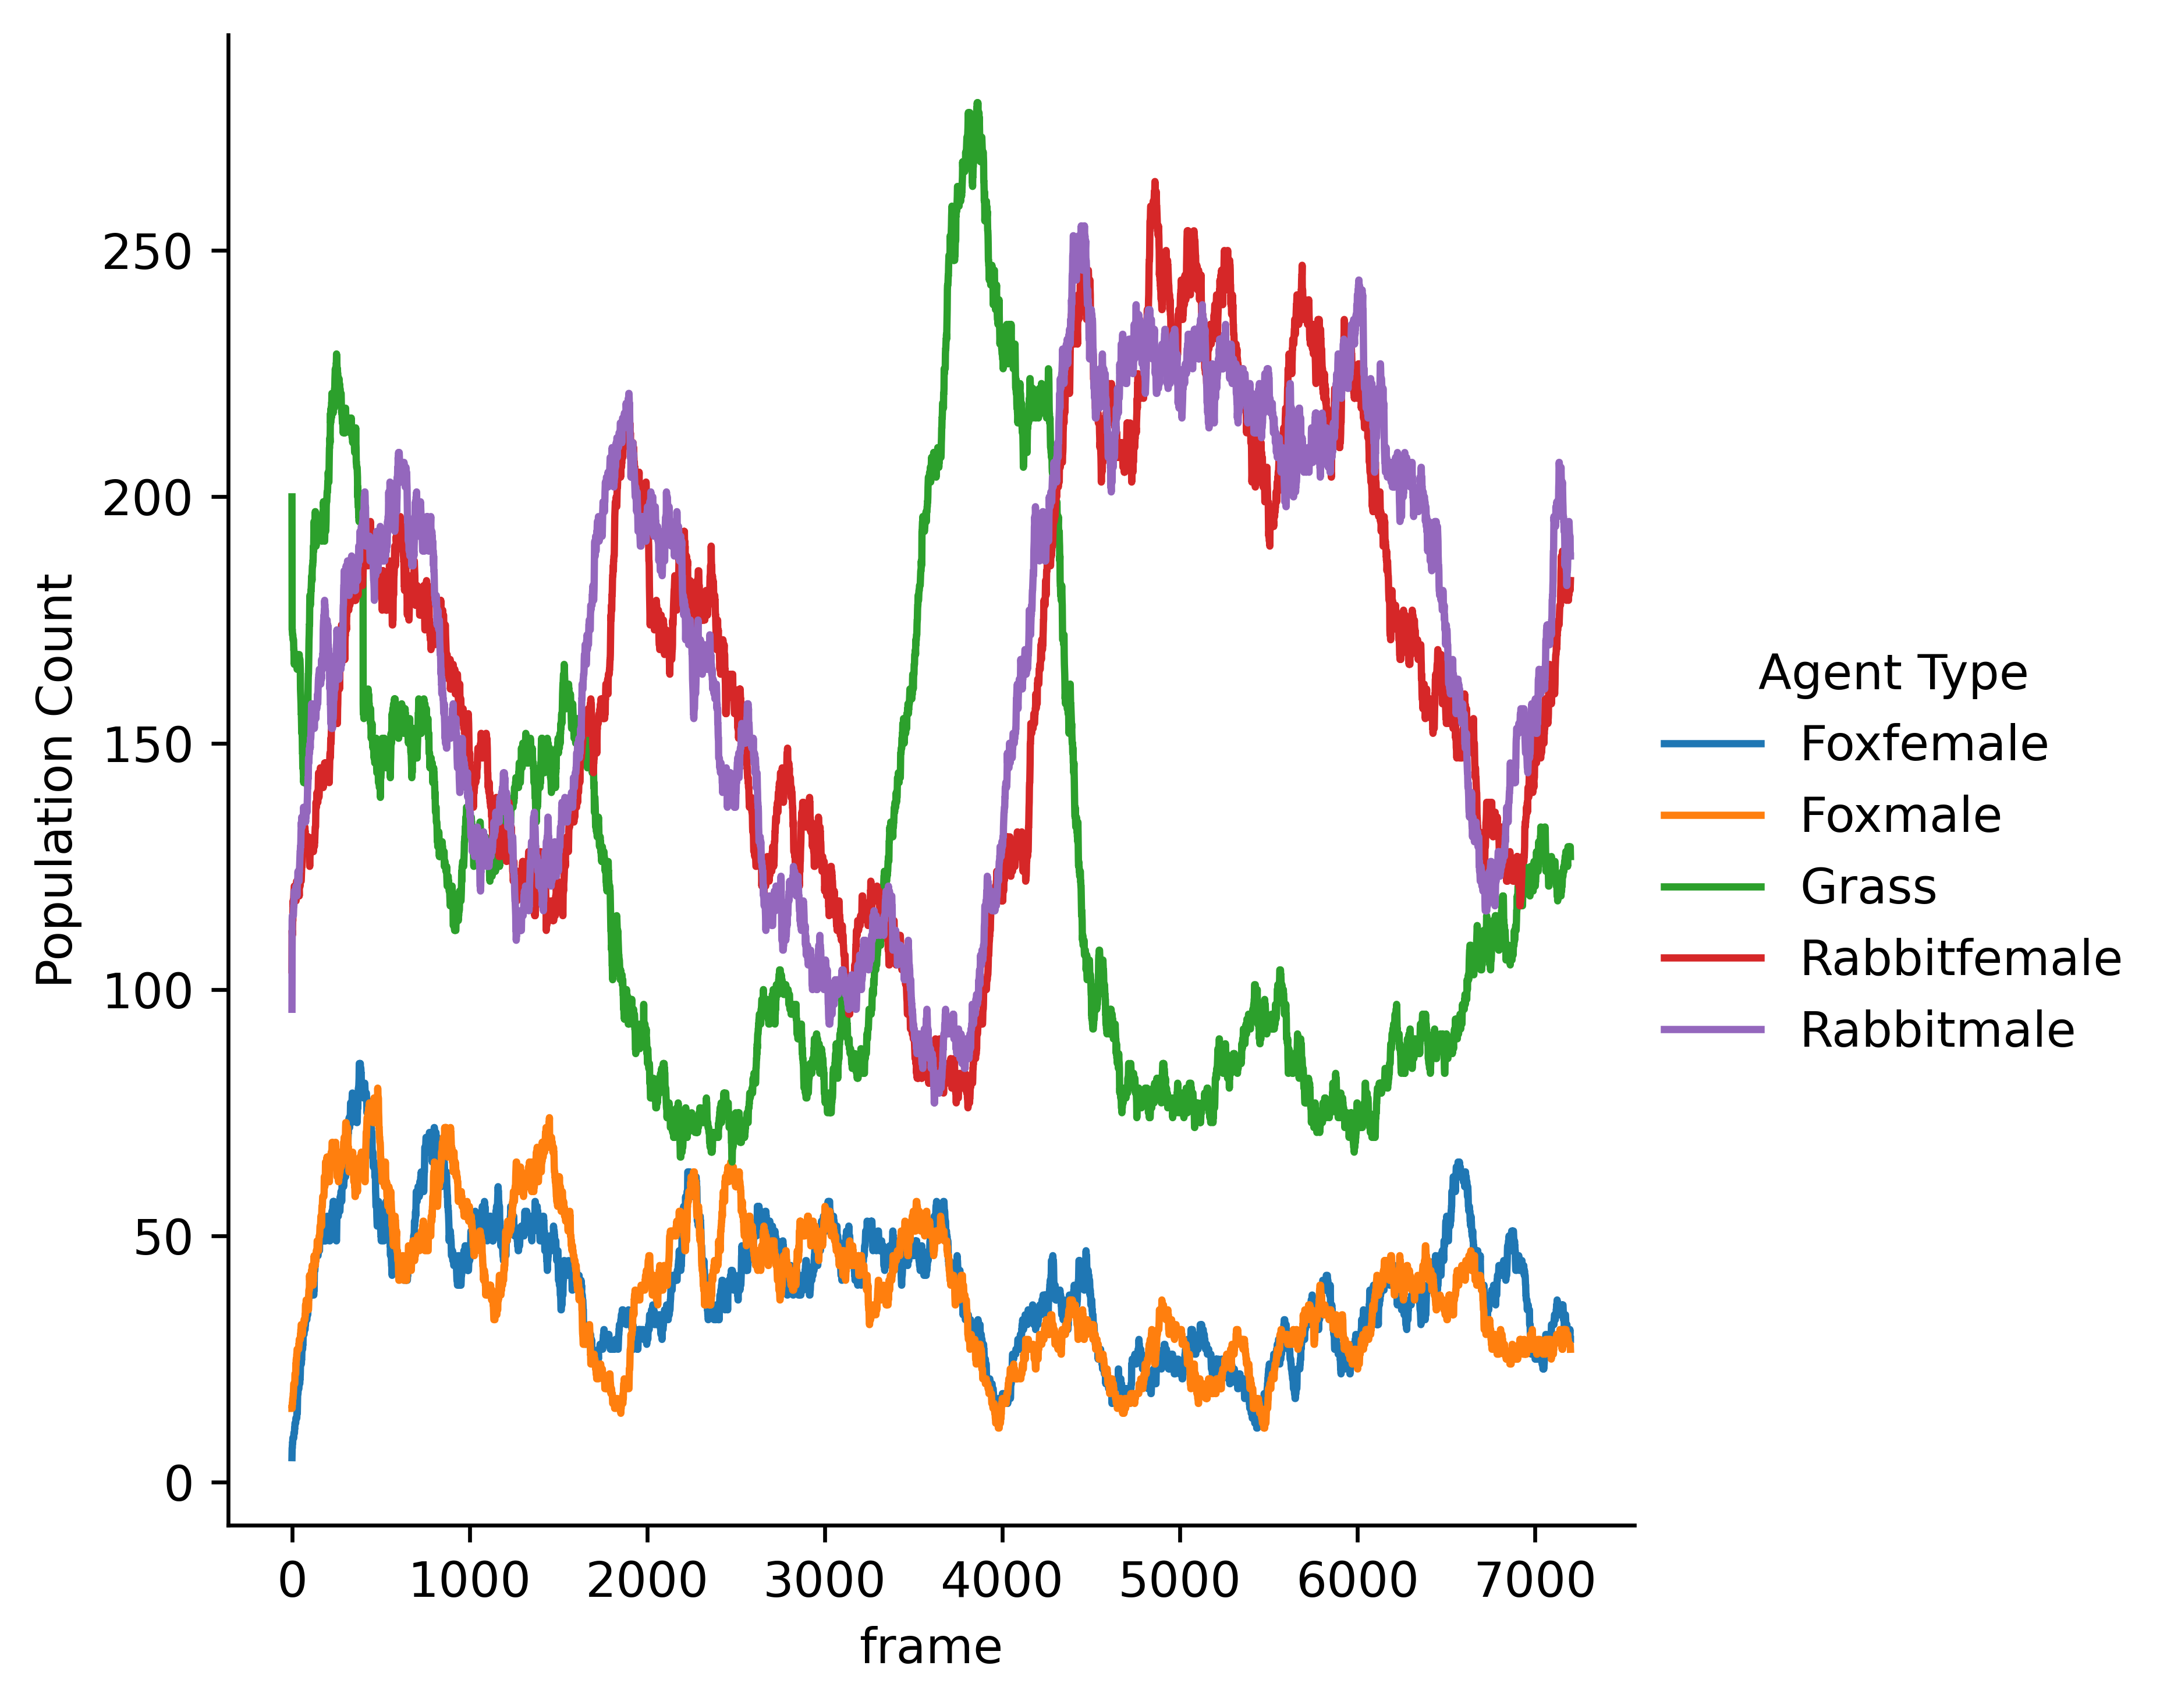 250
200
150
100
50
0
Population Count
0 1000 2000 3000 4000 5000 6000 7000
frame
Agent Type
Foxfemale
Foxmale
Grass
Rabbitfemale
Rabbitmale